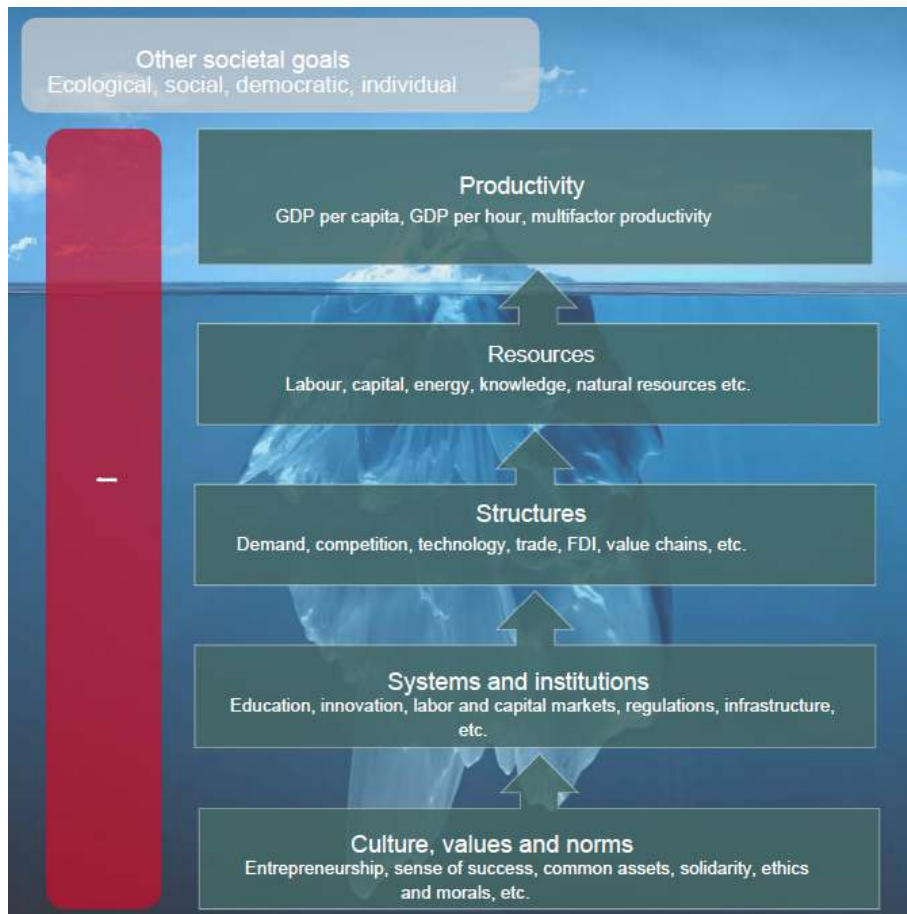 Other societal goals
Ecological, social, democratic, individual
Productivity
GDP per capita, GDP per hour, multifactor productivity
Resources
Labour, capital, energy, knowledge, natural resources etc.
Structures
Demand, competition, technology, trade, FDI, value chains, etc.
Systems and institutions
Education, innovation, labor and capital markets, regulations, infrastructure,
etc.
Culture, values and norms
Entrepreneurship, sense of success, common assets, solidarity, ethics
and morals, etc.